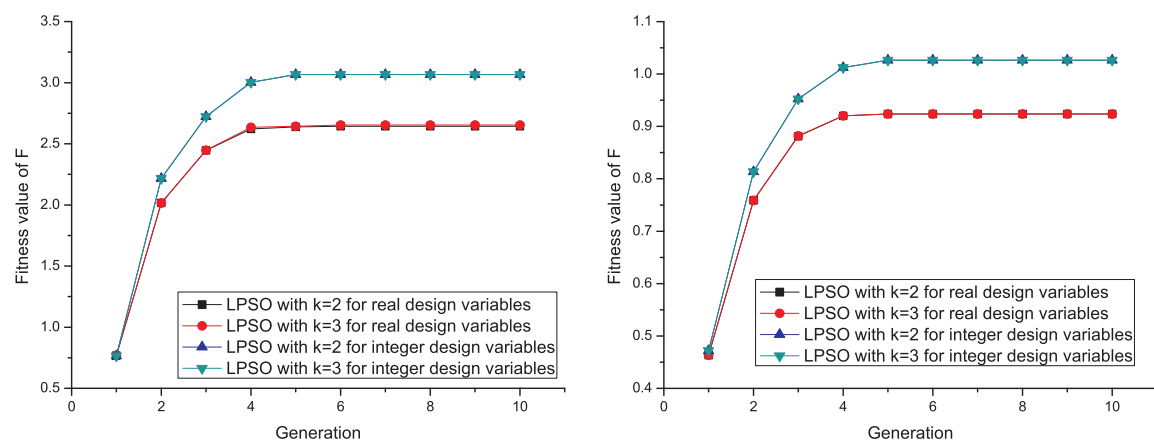 3.5
3.0
2.5
2.0
1.5
1.0
0.5
Fitness value of F
LPSO with k=2 for real design variables
LPSO with k=3 for real design variables
LPSO with k=2 for integer design variables
LPSO with k=3 for integer design variables
0 2 4 6 8 10
Generation
1.1
1.0
0.9
0.8
0.7
0.6
0.5
0.4
Fitness value of F
LPSO with k=2 for real design variables
LPSO with k=3 for real design variables
LPSO with k=2 for integer design variables
LPSO with k=3 for integer design variables
0 2 4 6 8 10
Generation